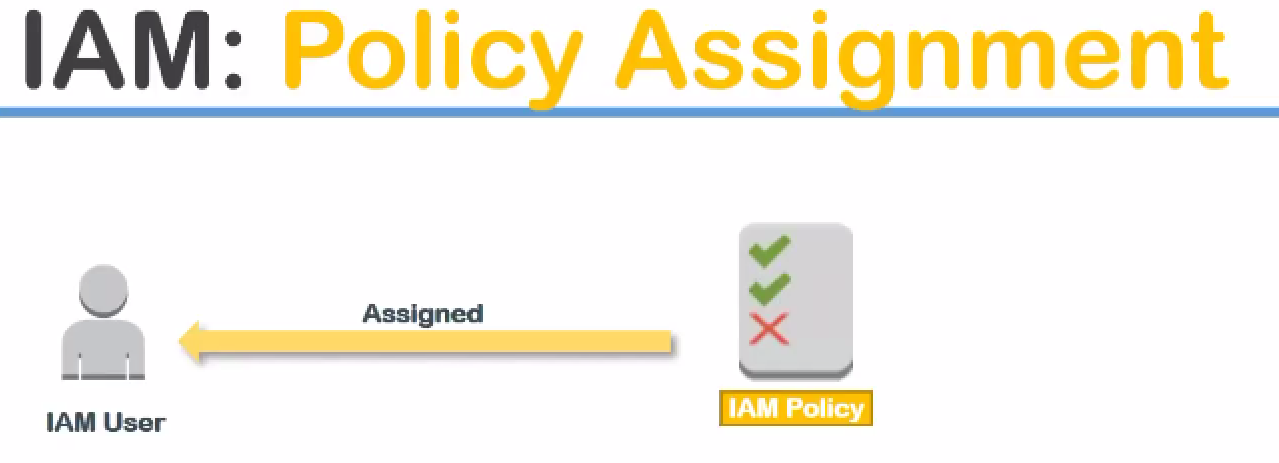 IAM: Policy Assignment
Assigned
IAM User
IAM Policy